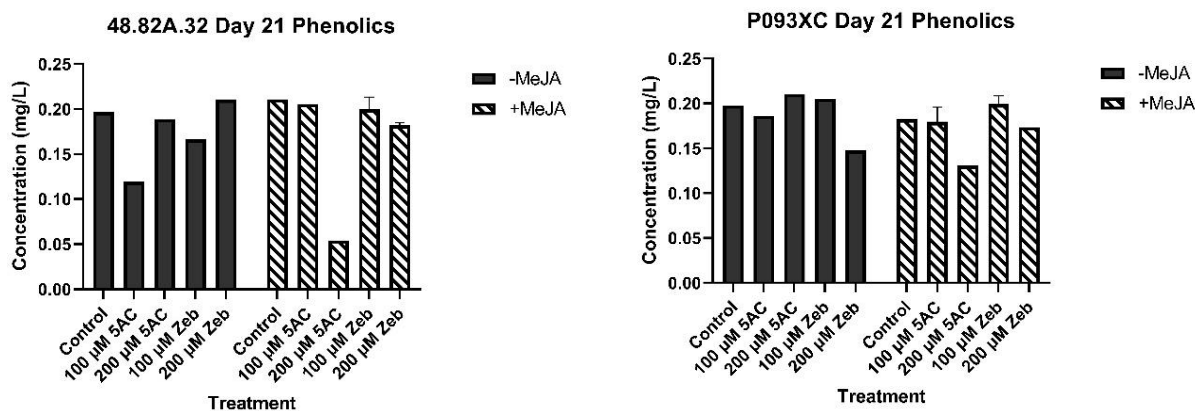 48.82A.32 Day 21 Phenolics
Concentration (mg/L)
0.25
0.20
0.15
0.10
0.05
0.00
Control
100 µM 5AC
200 µM 5AC
100 µM Zeb
200 µM Zeb
Control
100 µM 5AC
200 µM 5AC
100 µM Zeb
200 µM Zeb
Treatment
-MeJA
+MeJA
P093XC Day 21 Phenolics
Concentration (mg/L)
0.25
0.20
0.15
0.10
0.05
0.00
Control
100 µM 5AC
200 µM 5AC
100 µM Zeb
200 µM Zeb
Control
100 µM 5AC
200 µM 5AC
100 µM Zeb
200 µM Zeb
Treatment
-MeJA
+MeJA